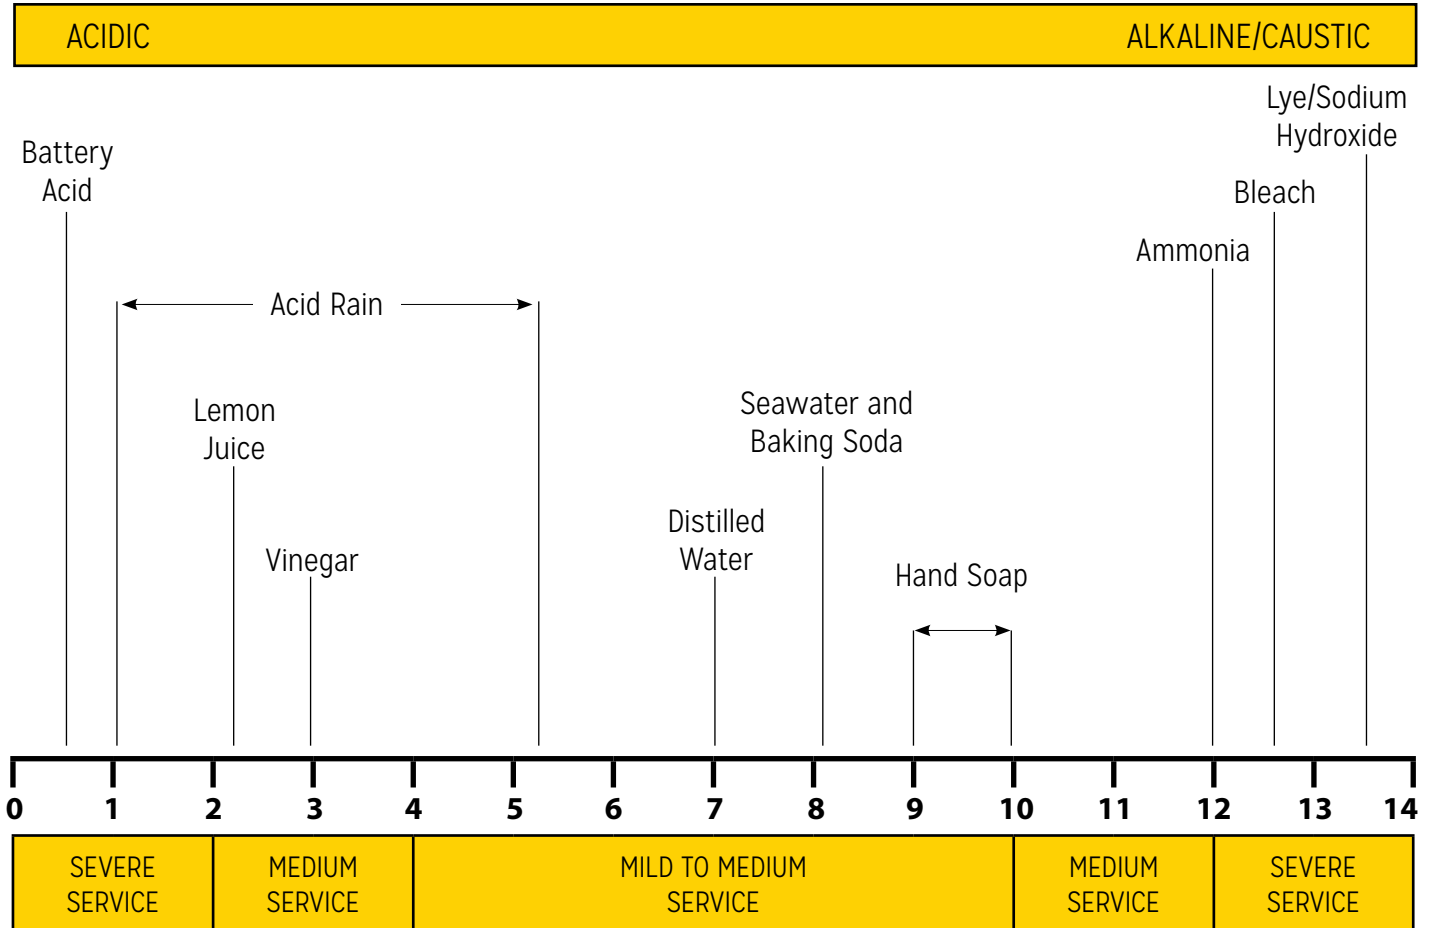 ACIDIC
ALKALINE/CAUSTIC
Lye/Sodium
Hydroxide
Battery
Acid
Bleach
Ammonia
Acid Rain
Lemon
Juice
Seawater and
Baking Soda
Distilled
Water
Vinegar
Hand Soap
0 1 2 3 4 5 6 7 8 9 10 11 12 13 14
SEVERE
SERVICE
MEDIUM
SERVICE
MILD TO MEDIUM
SERVICE
MEDIUM
SERVICE
SEVERE
SERVICE